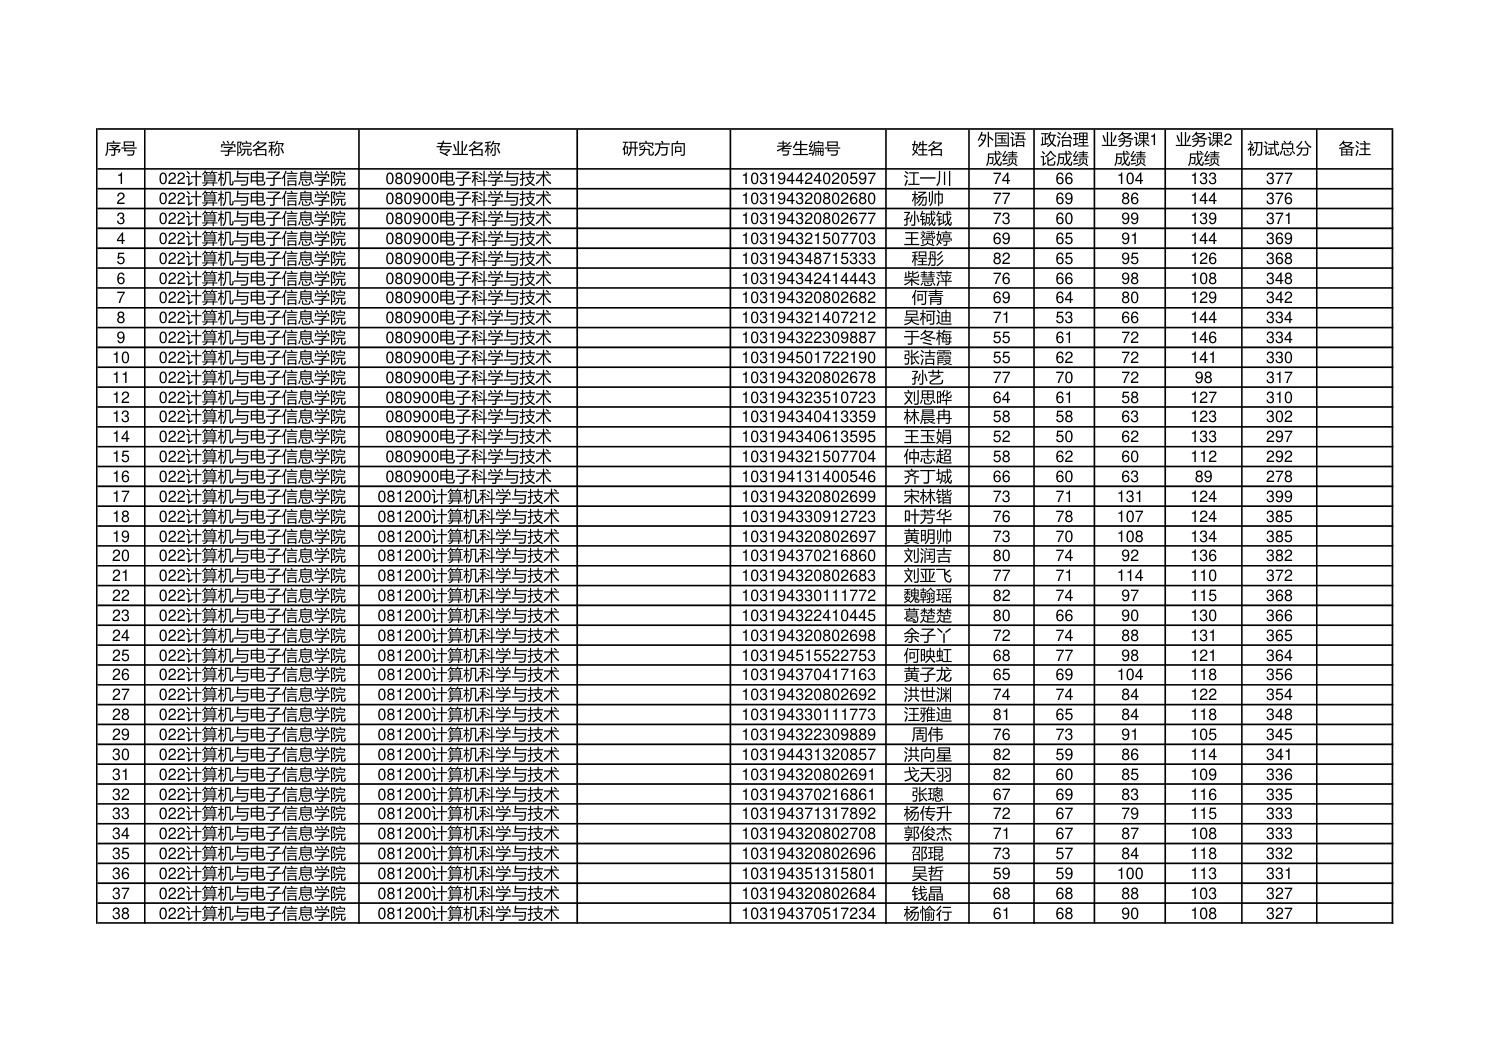 序号 学院名称 专业名称 研究方向 考生编号 姓名 外国语成绩 政治理论成绩 业务课1成绩 业务课2成绩 初试总分 备注
1 022计算机与电子信息学院 080900电子科学与技术 103194424020597 江一川 74 66 104 133 377
2 022计算机与电子信息学院 080900电子科学与技术 103194320802680 杨帅 77 69 86 144 376
3 022计算机与电子信息学院 080900电子科学与技术 103194320802677 孙铖钺 73 60 99 139 371
4 022计算机与电子信息学院 080900电子科学与技术 103194321507703 王赟婷 69 65 91 144 369
5 022计算机与电子信息学院 080900电子科学与技术 103194348715333 程彤 82 65 95 126 368
6 022计算机与电子信息学院 080900电子科学与技术 103194342414443 柴慧萍 76 66 98 108 348
7 022计算机与电子信息学院 080900电子科学与技术 103194320802682 何青 69 64 80 129 342
8 022计算机与电子信息学院 080900电子科学与技术 103194321407212 吴柯迪 71 53 66 144 334
9 022计算机与电子信息学院 080900电子科学与技术 103194322309887 于冬梅 55 61 72 146 334
10 022计算机与电子信息学院 080900电子科学与技术 103194501722190 张洁霞 55 62 72 141 330
11 022计算机与电子信息学院 080900电子科学与技术 103194320802678 孙艺 77 70 72 98 317
12 022计算机与电子信息学院 080900电子科学与技术 103194323510723 刘思晔 64 61 58 127 310
13 022计算机与电子信息学院 080900电子科学与技术 103194340413359 林晨冉 58 58 63 123 302
14 022计算机与电子信息学院 080900电子科学与技术 103194340613595 王玉娟 52 50 62 133 297
15 022计算机与电子信息学院 080900电子科学与技术 103194321507704 仲志超 58 62 60 112 292
16 022计算机与电子信息学院 080900电子科学与技术 103194131400546 齐丁城 66 60 63 89 278
17 022计算机与电子信息学院 081200计算机科学与技术 103194320802699 宋林锴 73 71 131 124 399
18 022计算机与电子信息学院 081200计算机科学与技术 103194330912723 叶芳华 76 78 107 124 385
19 022计算机与电子信息学院 081200计算机科学与技术 103194320802697 黄明帅 73 70 108 134 385
20 022计算机与电子信息学院 081200计算机科学与技术 103194370216860 刘润吉 80 74 92 136 382
21 022计算机与电子信息学院 081200计算机科学与技术 103194320802683 刘亚飞 77 71 114 110 372
22 022计算机与电子信息学院 081200计算机科学与技术 103194330111772 魏翰瑶 82 74 97 115 368
23 022计算机与电子信息学院 081200计算机科学与技术 103194322410445 葛楚楚 80 66 90 130 366
24 022计算机与电子信息学院 081200计算机科学与技术 103194320802698 余子丫 72 74 88 131 365
25 022计算机与电子信息学院 081200计算机科学与技术 103194515522753 何映虹 68 77 98 121 364
26 022计算机与电子信息学院 081200计算机科学与技术 103194370417163 黄子龙 65 69 104 118 356
27 022计算机与电子信息学院 081200计算机科学与技术 103194320802692 洪世渊 74 74 84 122 354
28 022计算机与电子信息学院 081200计算机科学与技术 103194330111773 汪雅迪 81 65 84 118 348
29 022计算机与电子信息学院 081200计算机科学与技术 103194322309889 周伟 76 73 91 105 345
30 022计算机与电子信息学院 081200计算机科学与技术 103194431320857 洪向星 82 59 86 114 341
31 022计算机与电子信息学院 081200计算机科学与技术 103194320802691 戈天羽 82 60 85 109 336
32 022计算机与电子信息学院 081200计算机科学与技术 103194370216861 张璁 67 69 83 116 335
33 022计算机与电子信息学院 081200计算机科学与技术 103194371317892 杨传升 72 67 79 115 333
34 022计算机与电子信息学院 081200计算机科学与技术 103194320802708 郭俊杰 71 67 87 108 333
35 022计算机与电子信息学院 081200计算机科学与技术 103194320802696 邵琨 73 57 84 118 332
36 022计算机与电子信息学院 081200计算机科学与技术 103194351315801 吴哲 59 59 100 113 331
37 022计算机与电子信息学院 081200计算机科学与技术 103194320802684 钱晶 68 68 88 103 327
38 022计算机与电子信息学院 081200计算机科学与技术 103194370517234 杨愉行 61 68 90 108 327